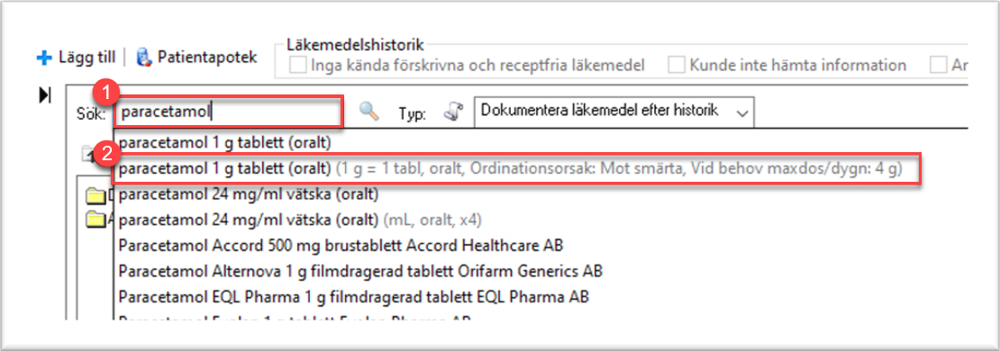 Läkemedelshistorik
Lägg till | Patientapotek
Inga kända förskrivna och receptfria läkemedel Kunde inte hämta information An
1
Sök: paracetamol Typ: Dokumentera läkemedel efter historik
paracetamol 1 g tablett (oralt)
2
paracetamol 1 g tablett (oralt) (1 g = 1 tabl, oralt, Ordinationsorsak: Mot smärta, Vid behov maxdos/dygn: 4 g)
paracetamol 24 mg/ml vätska (oralt)
paracetamol 24 mg/ml vätska (oralt) (mL, oralt, x4)
Paracetamol Accord 500 mg brustablett Accord Healthcare AB
Paracetamol Alternova 1 g filmdragerad tablett Orifarm Generics AB
Paracetamol EQL Pharma 1 g filmdragerad tablett EQL Pharma AB